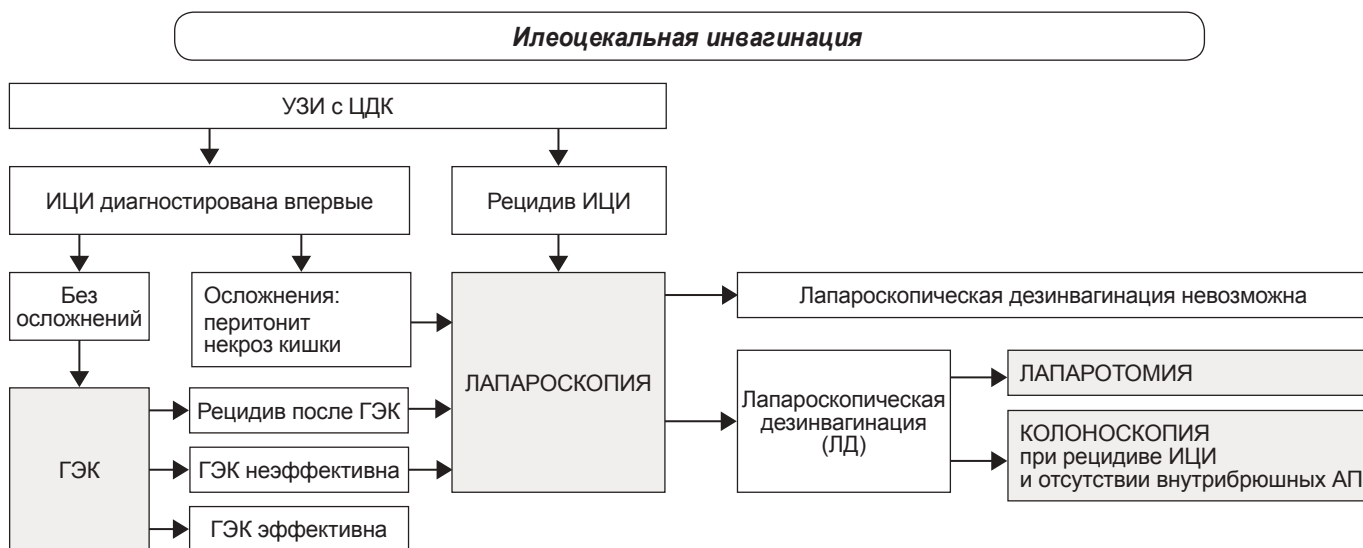 Илеоцекальная инвагинация
УЗИ с ЦДК
ИЦИ диагностирована впервые
Рецидив ИЦИ
Без
осложнений
Осложнения:
перитонит
некроз кишки
ЛАПАРОСКОПИЯ
Лапароскопическая дезинвагинация невозможна
ГЭК
Рецидив после ГЭК
ГЭК неэффективна
ГЭК эффективна
Лапароскопическая
дезинвагинация
(ЛД)
ЛАПАРОТОМИЯ
КОЛОНОСКОПИЯ
при рецидиве ИЦИ
и отсутствии внутрибрюшных АП